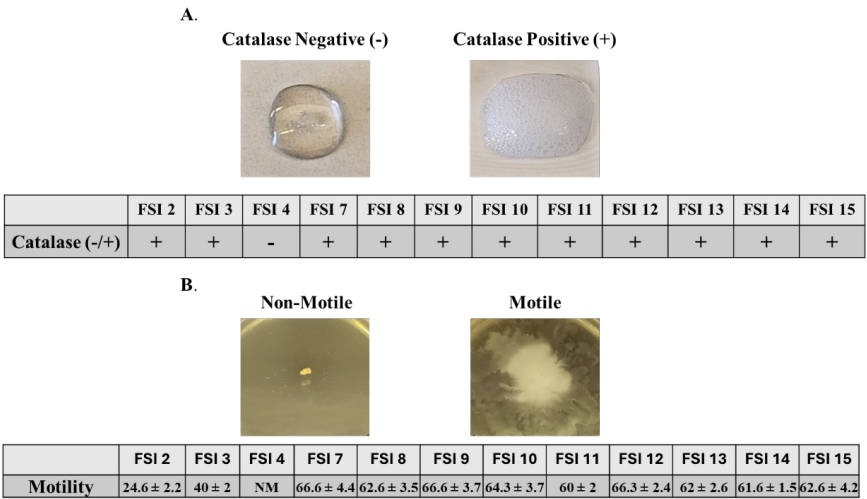 A.
Catalase Negative (-) Catalase Positive (+)
FSI 2 FSI 3 FSI 4 FSI 7 FSI 8 FSI 9 FSI 10 FSI 11 FSI 12 FSI 13 FSI 14 FSI 15
Catalase (-/+) + + - + + + + + + + + +
B.
Non-Motile Motile
FSI 2 FSI 3 FSI 4 FSI 7 FSI 8 FSI 9 FSI 10 FSI 11 FSI 12 FSI 13 FSI 14 FSI 15
Motility 24.6 ± 2.2 40 ± 2 NM 66.6 ± 4.4 62.6 ± 3.5 66.6 ± 3.7 64.3 ± 3.7 60 ± 2 66.3 ± 2.4 62 ± 2.6 61.6 ± 1.5 62.6 ± 4.2